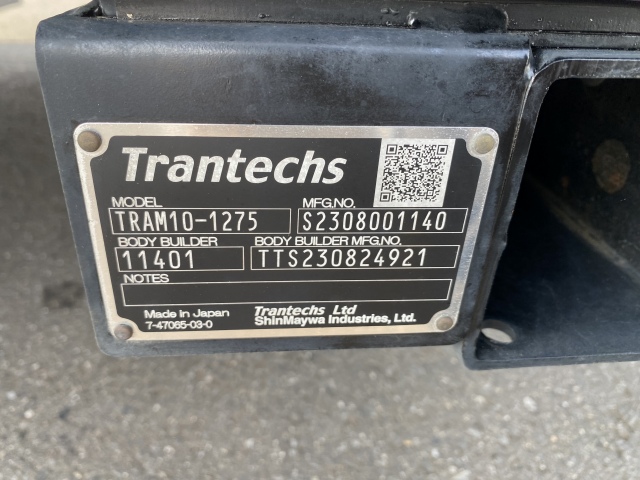 Trantechs
MODEL MFG.NO.
TRAM10-1275 S2308001140
BODY BUILDER BODY BUILDER MFG.NO.
11401 TTS230824921
NOTES
Made in Japan Trantechs Ltd
7-47065-03-0 ShinMaywa Industries, Ltd.